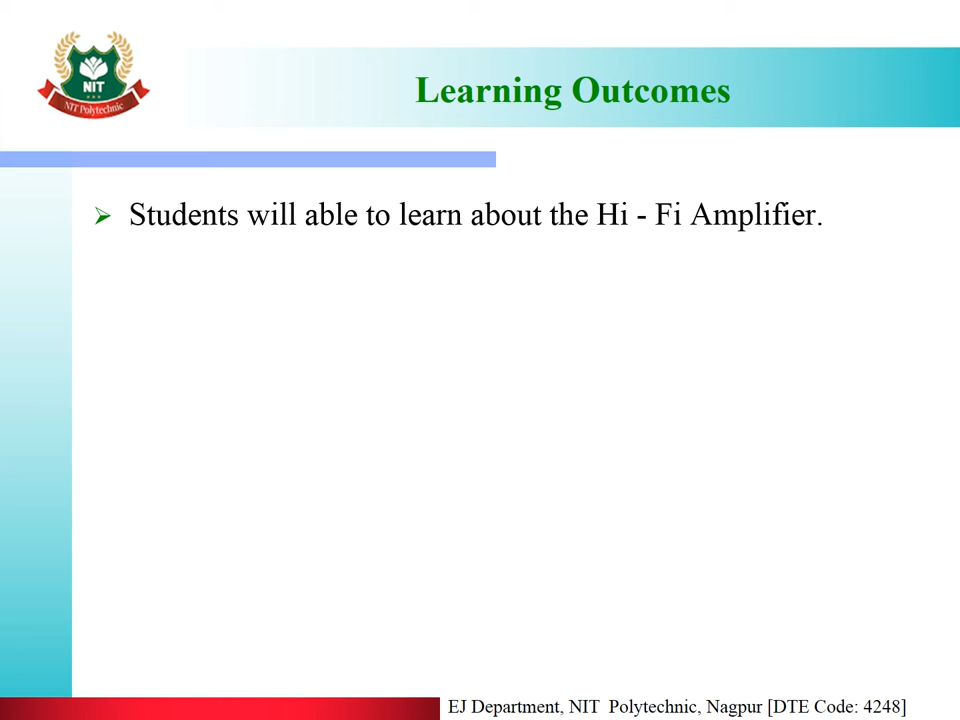 NIT
NIT Polytechnic
Learning Outcomes
Students will able to learn about the Hi - Fi Amplifier.
EJ Department, NIT Polytechnic, Nagpur [DTE Code: 4248]